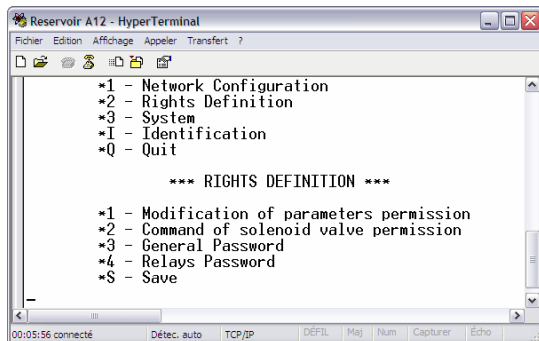 Reservoir A12 - HyperTerminal
Fichier Edition Affichage Appeler Transfert ?
*1 - Network Configuration
*2 - Rights Definition
*3 - System
*I - Identification
*Q - Quit
*** RIGHTS DEFINITION ***
*1 - Modification of parameters permission
*2 - Command of solenoid valve permission
*3 - General Password
*4 - Relays Password
*S - Save
00:05:56 connecté Détec. auto TCP/IP DÉFIL Maj Num Capturer Écho